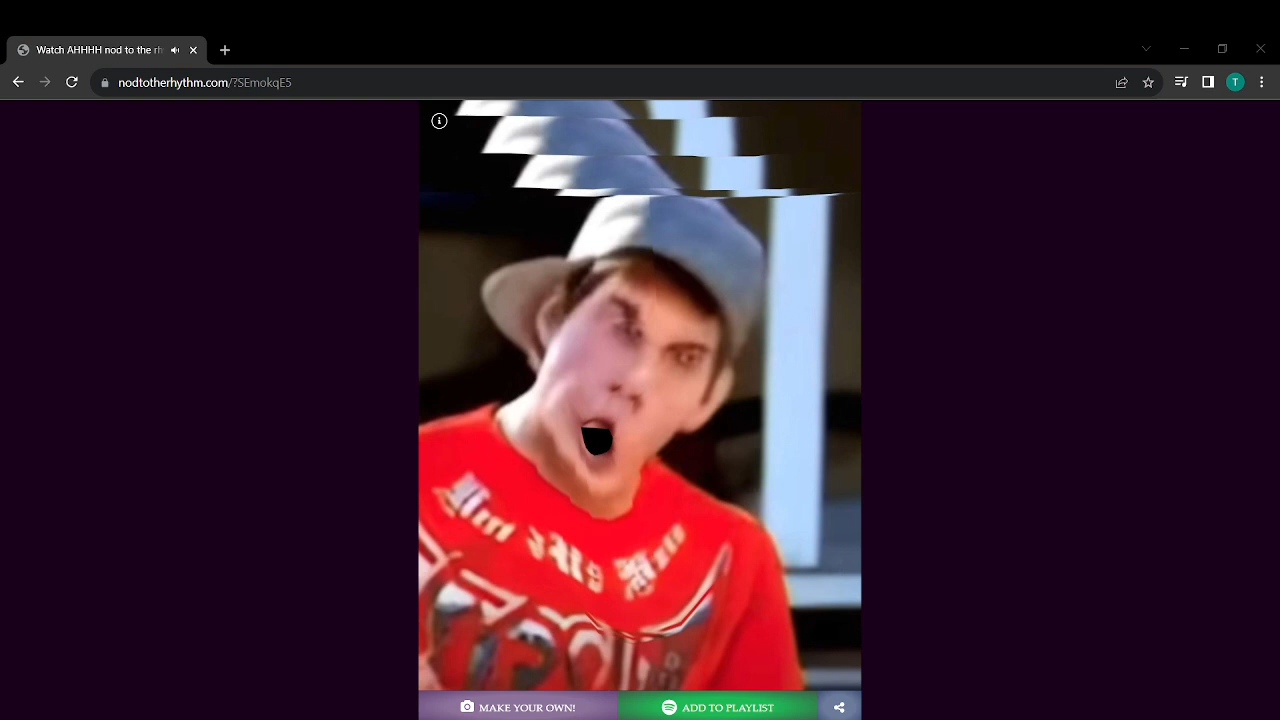 Watch AHHHH nod to the rh
nodtotherhythm.com/?SEmokqE5
T
MAKE YOUR OWN!
ADD TO PLAYLIST